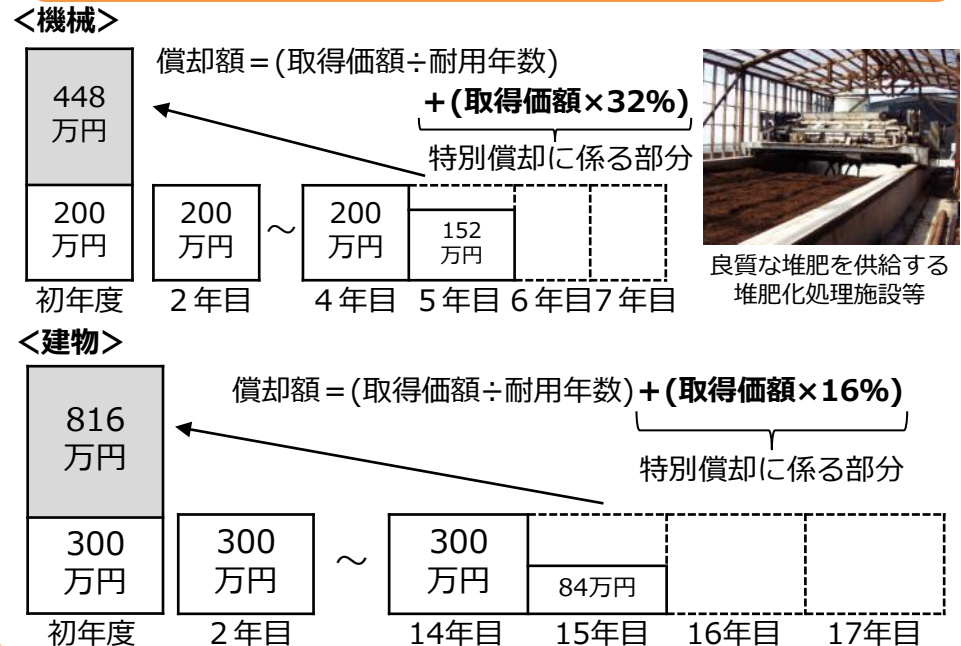 ＜機械＞
償却額＝(取得価額÷耐用年数)
＋(取得価額×32%)
特別償却に係る部分
448
万円
200
万円
200
万円
～
200
万円
152
万円
初年度
２年目
４年目
５年目
６年目
７年目
良質な堆肥を供給する
堆肥化処理施設等
＜建物＞
償却額＝(取得価額÷耐用年数)＋(取得価額×16%)
特別償却に係る部分
816
万円
300
万円
300
万円
～
300
万円
84万円
初年度
２年目
14年目
15年目
16年目
17年目